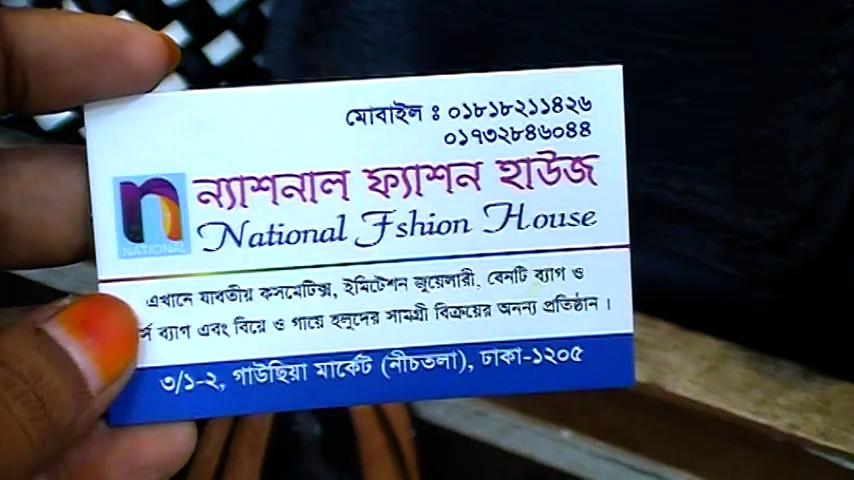 মোবাইল : ০১৮১৮২১১৪২৬
০১৭৩২৮৪৬০৪৪
ন্যাশনাল ফ্যাশন হাউজ
NATIONAL
National Fshion House
এখানে যাবতীয় কসমেটিক্স, ইমিটেশন জুয়েলারী, বেনটি ব্যাগ ও
ব্যাগ এবং বিয়ে ও গায়ে হলুদের সামগ্রী বিক্রয়ের অনন্য প্রতিষ্ঠান ।
৩/১-২, গাউছিয়া মার্কেট (নীচতলা), ঢাকা-১২০৫